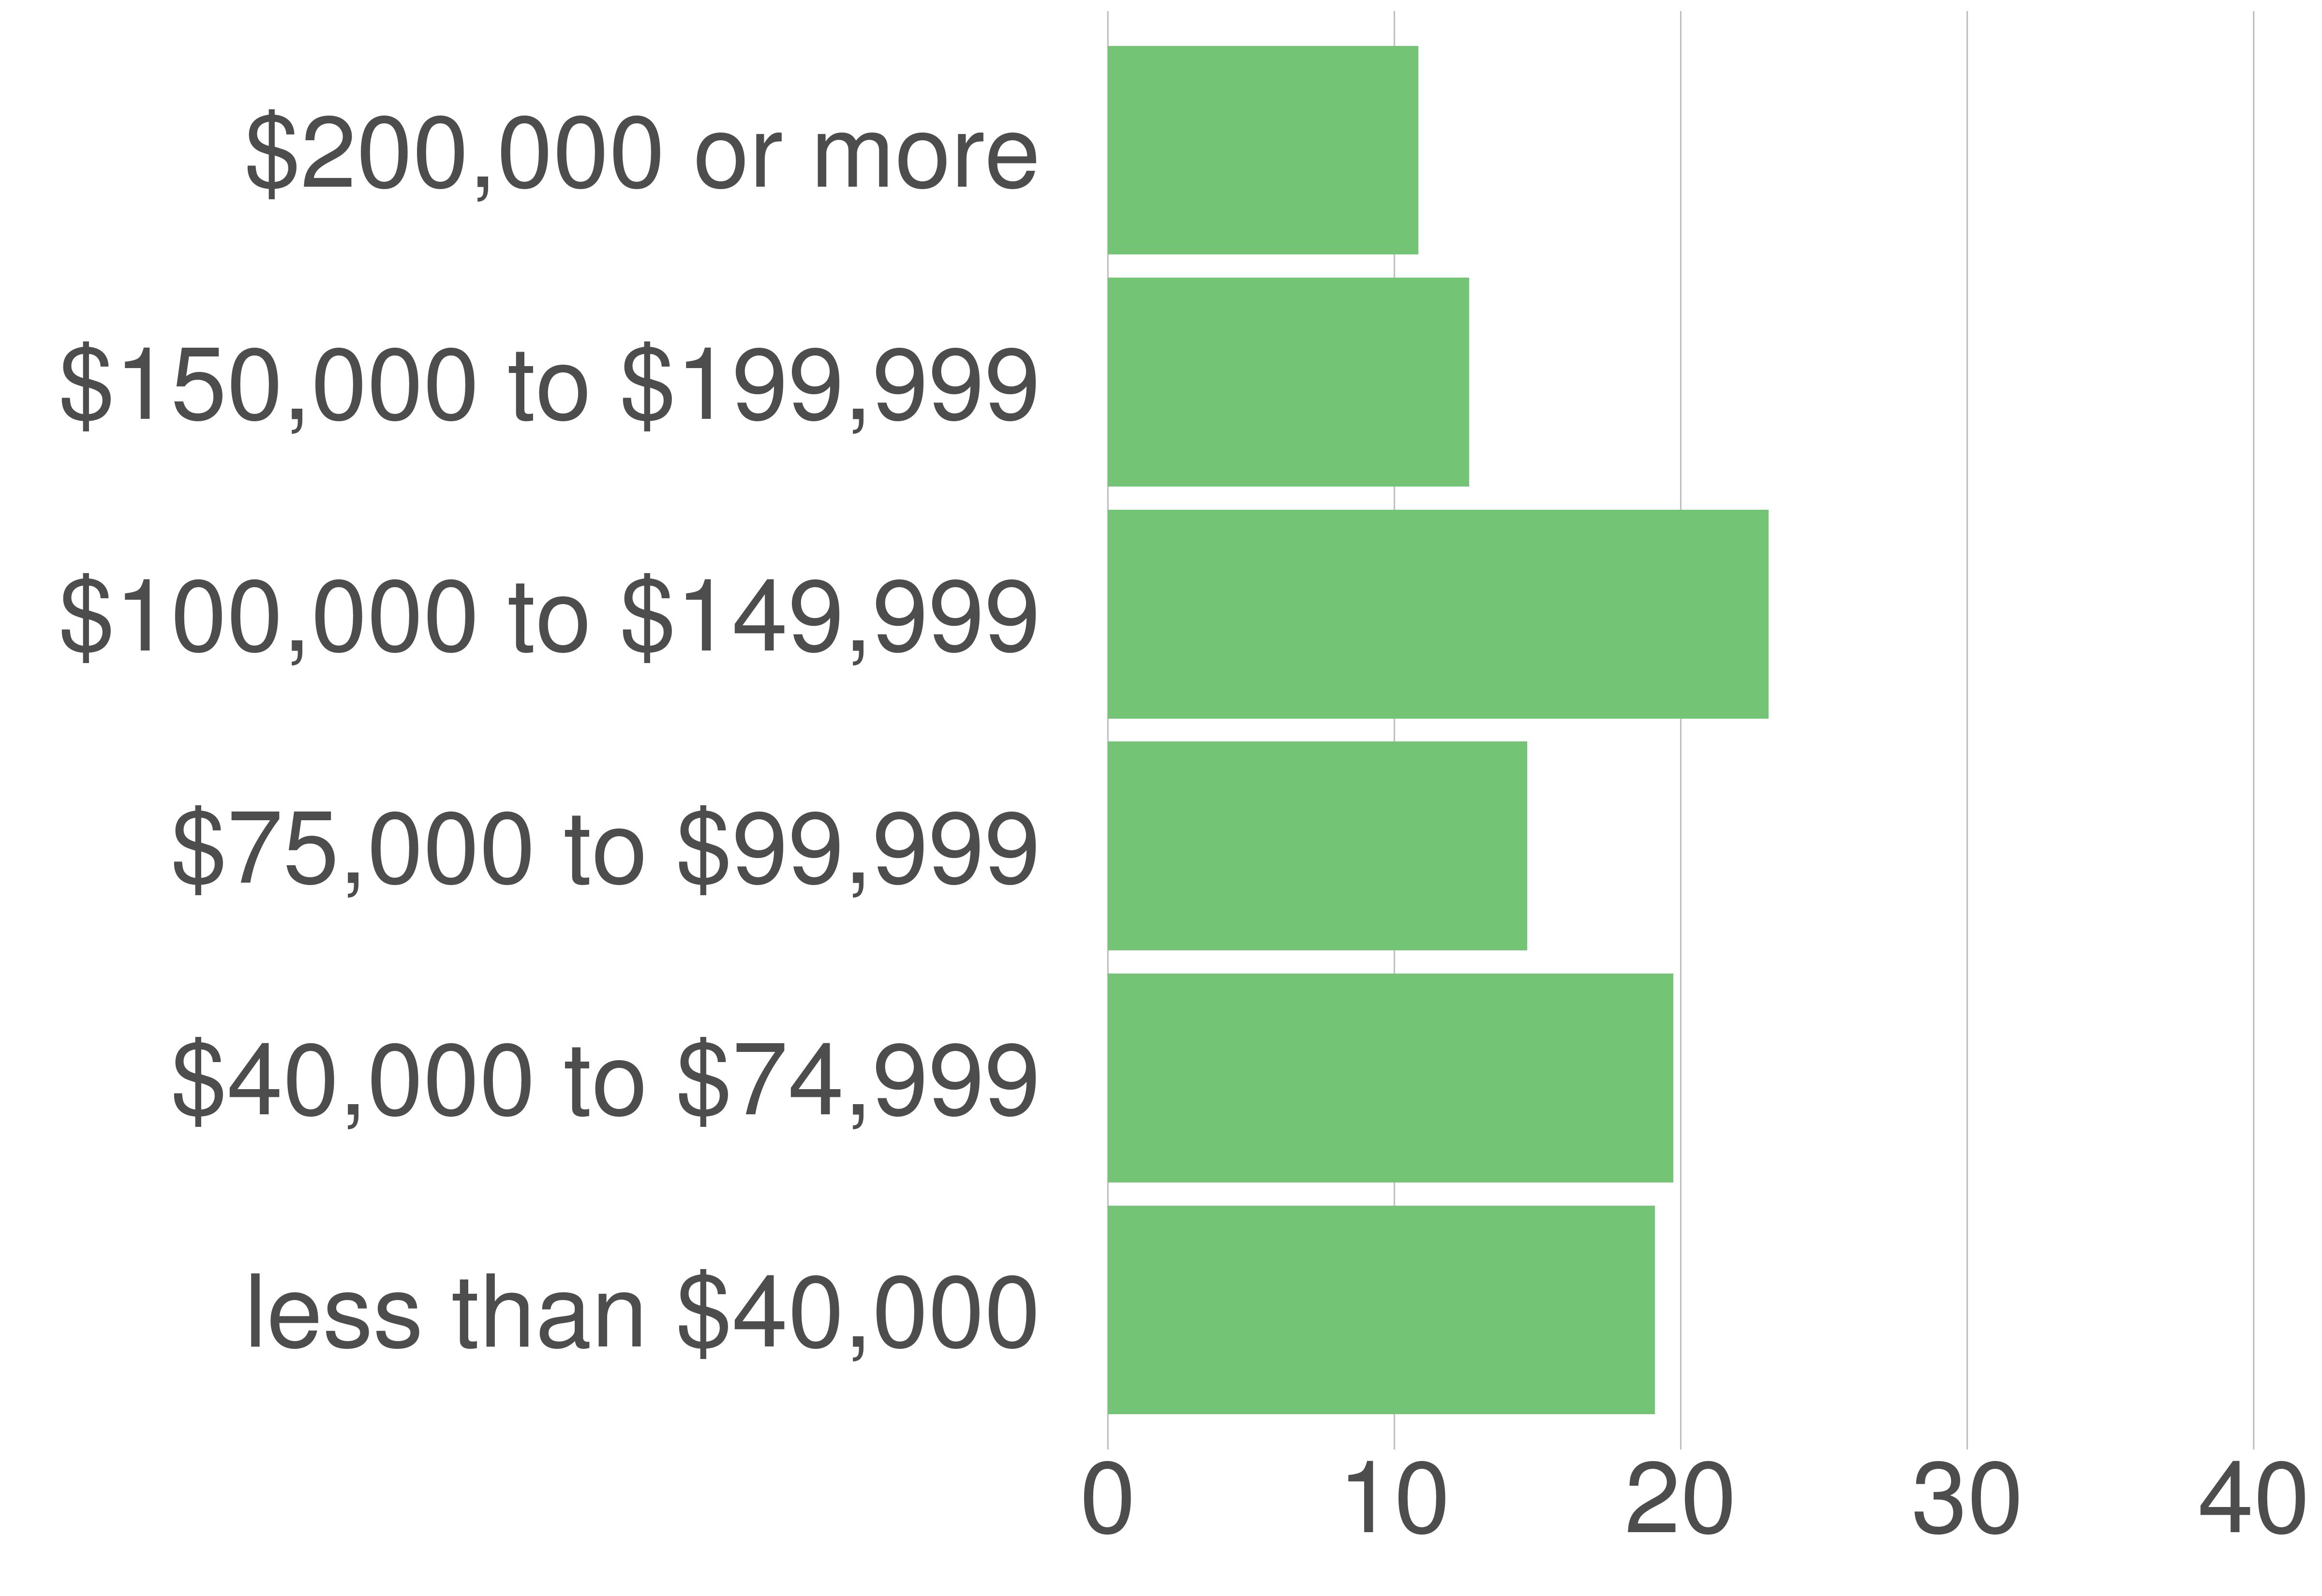 $200,000 or more
$150,000 to $199,999
$100,000 to $149,999
$75,000 to $99,999
$40,000 to $74,999
less than $40,000
0 10 20 30 40